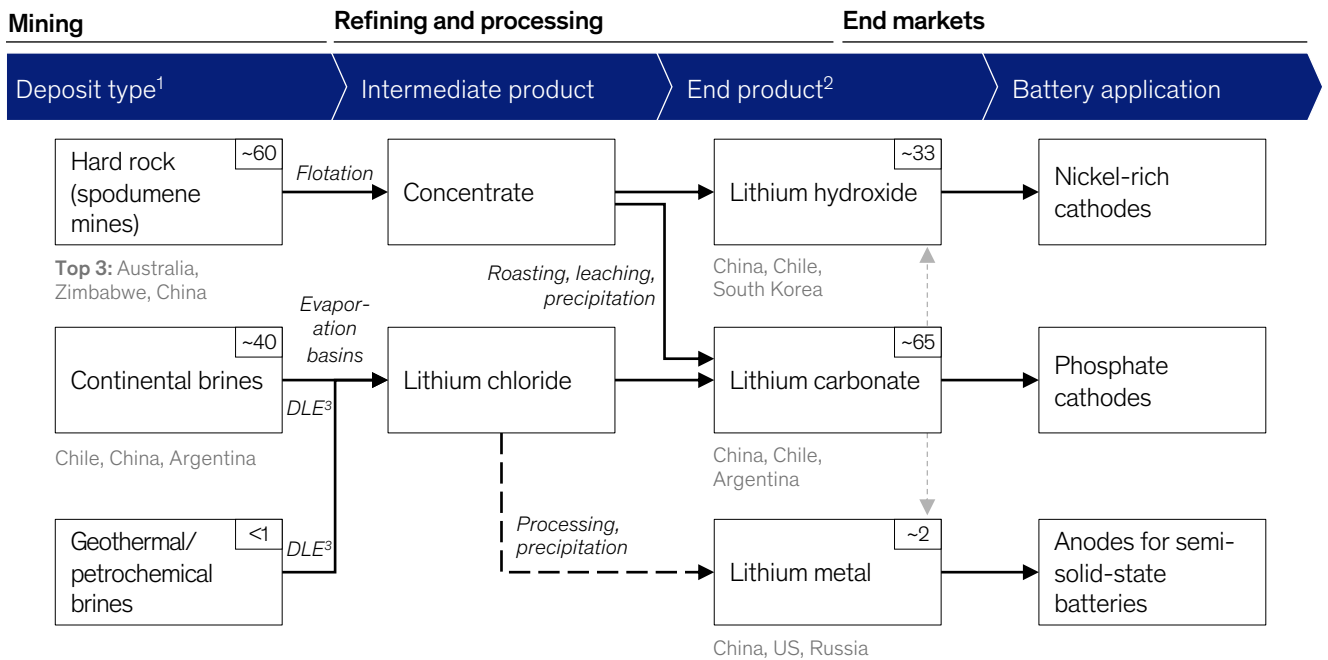 Mining
Refining and processing
End markets
Deposit type¹
Intermediate product
End product²
Battery application
~60
Hard rock
(spodumene
mines)
Flotation
Concentrate
~33
Lithium hydroxide
Nickel-rich
cathodes
Top 3: Australia,
Zimbabwe, China
Roasting, leaching,
precipitation
China, Chile,
South Korea
~40
Continental brines
Evapor-
ation
basins
DLE³
Lithium chloride
~65
Lithium carbonate
Phosphate
cathodes
Chile, China, Argentina
China, Chile,
Argentina
<1
Geothermal/
petrochemical
brines
DLE³
Processing,
precipitation
~2
Lithium metal
Anodes for semi-
solid-state
batteries
China, US, Russia